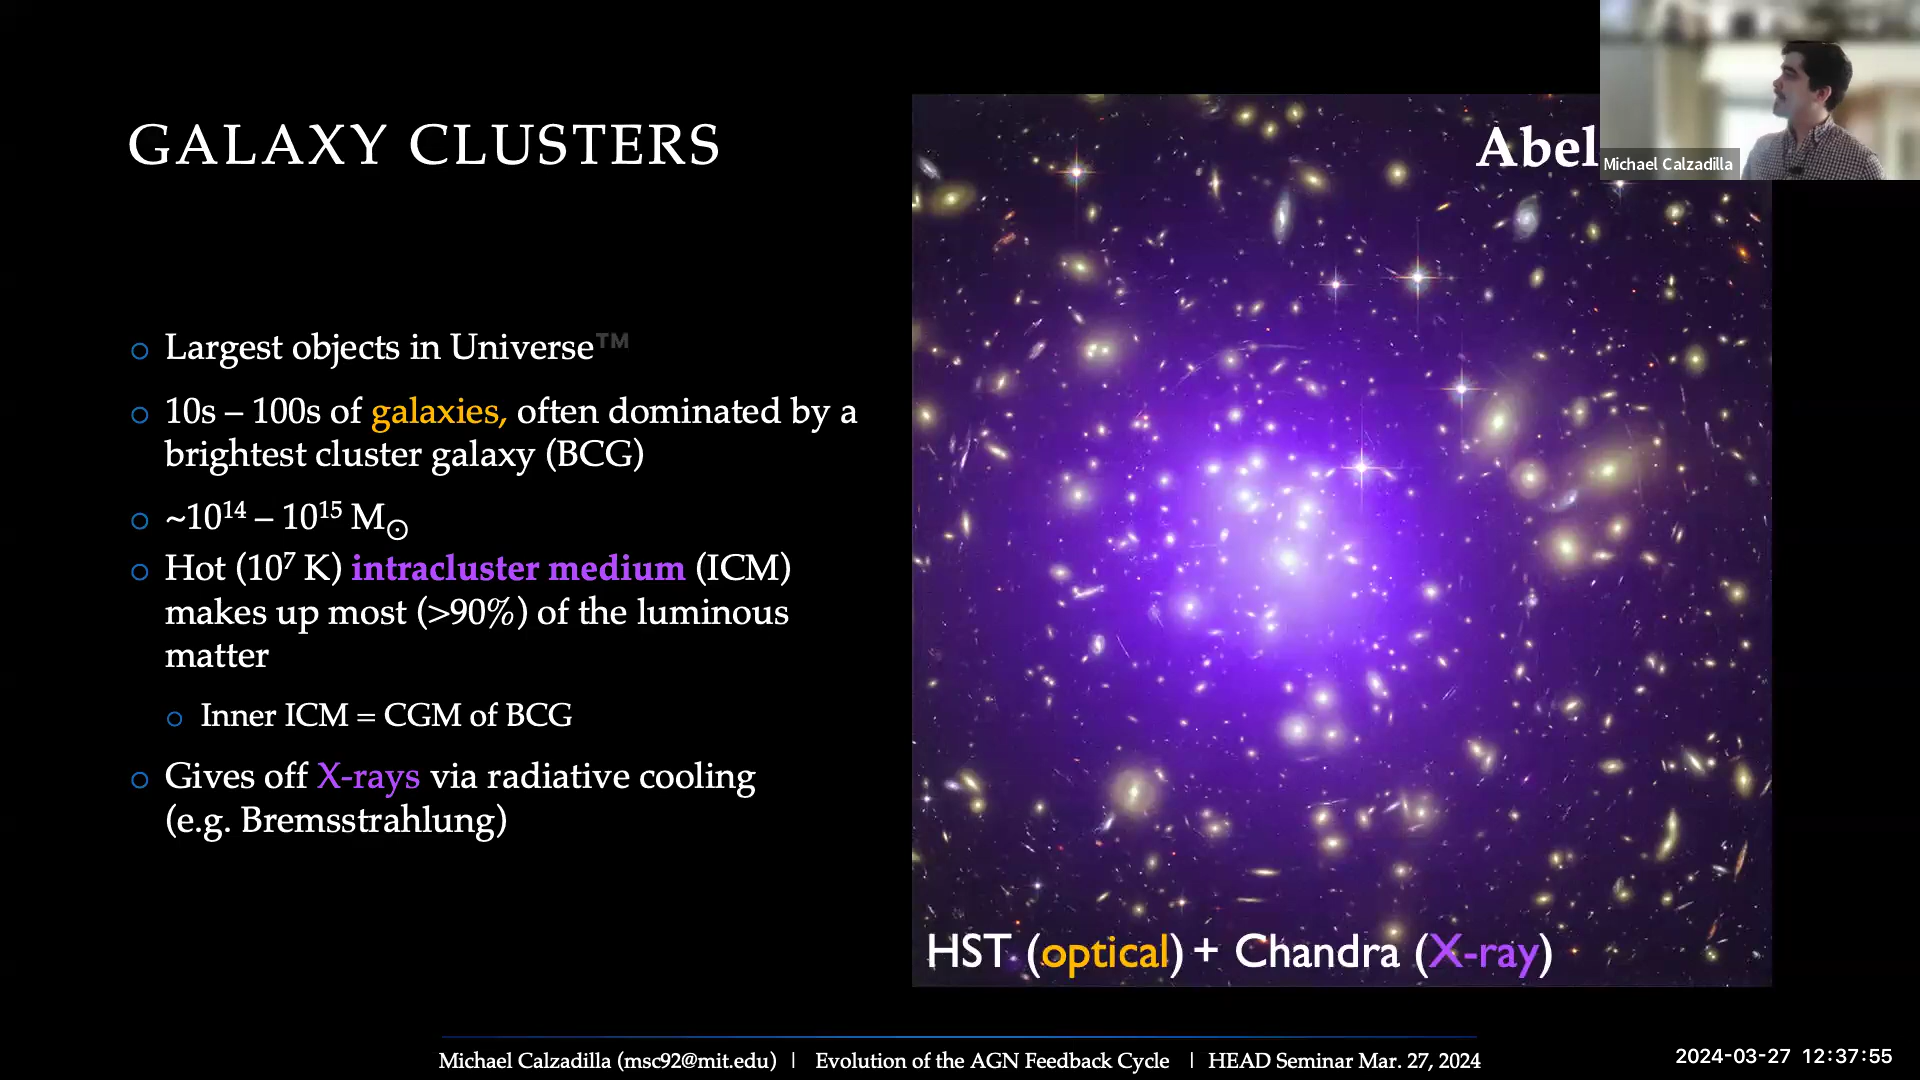 GALAXY CLUSTERS
Abel
Michael Calzadilla
Largest objects in Universe™
10s – 100s of galaxies, often dominated by a
brightest cluster galaxy (BCG)
~10¹⁴ – 10¹⁵ M☉
Hot (10⁷ K) intracluster medium (ICM)
makes up most (>90%) of the luminous
matter
Inner ICM = CGM of BCG
Gives off X-rays via radiative cooling
(e.g. Bremsstrahlung)
HST (optical) + Chandra (X-ray)
Michael Calzadilla (msc92@mit.edu) | Evolution of the AGN Feedback Cycle | HEAD Seminar Mar. 27, 2024
2024-03-27 12:37:55